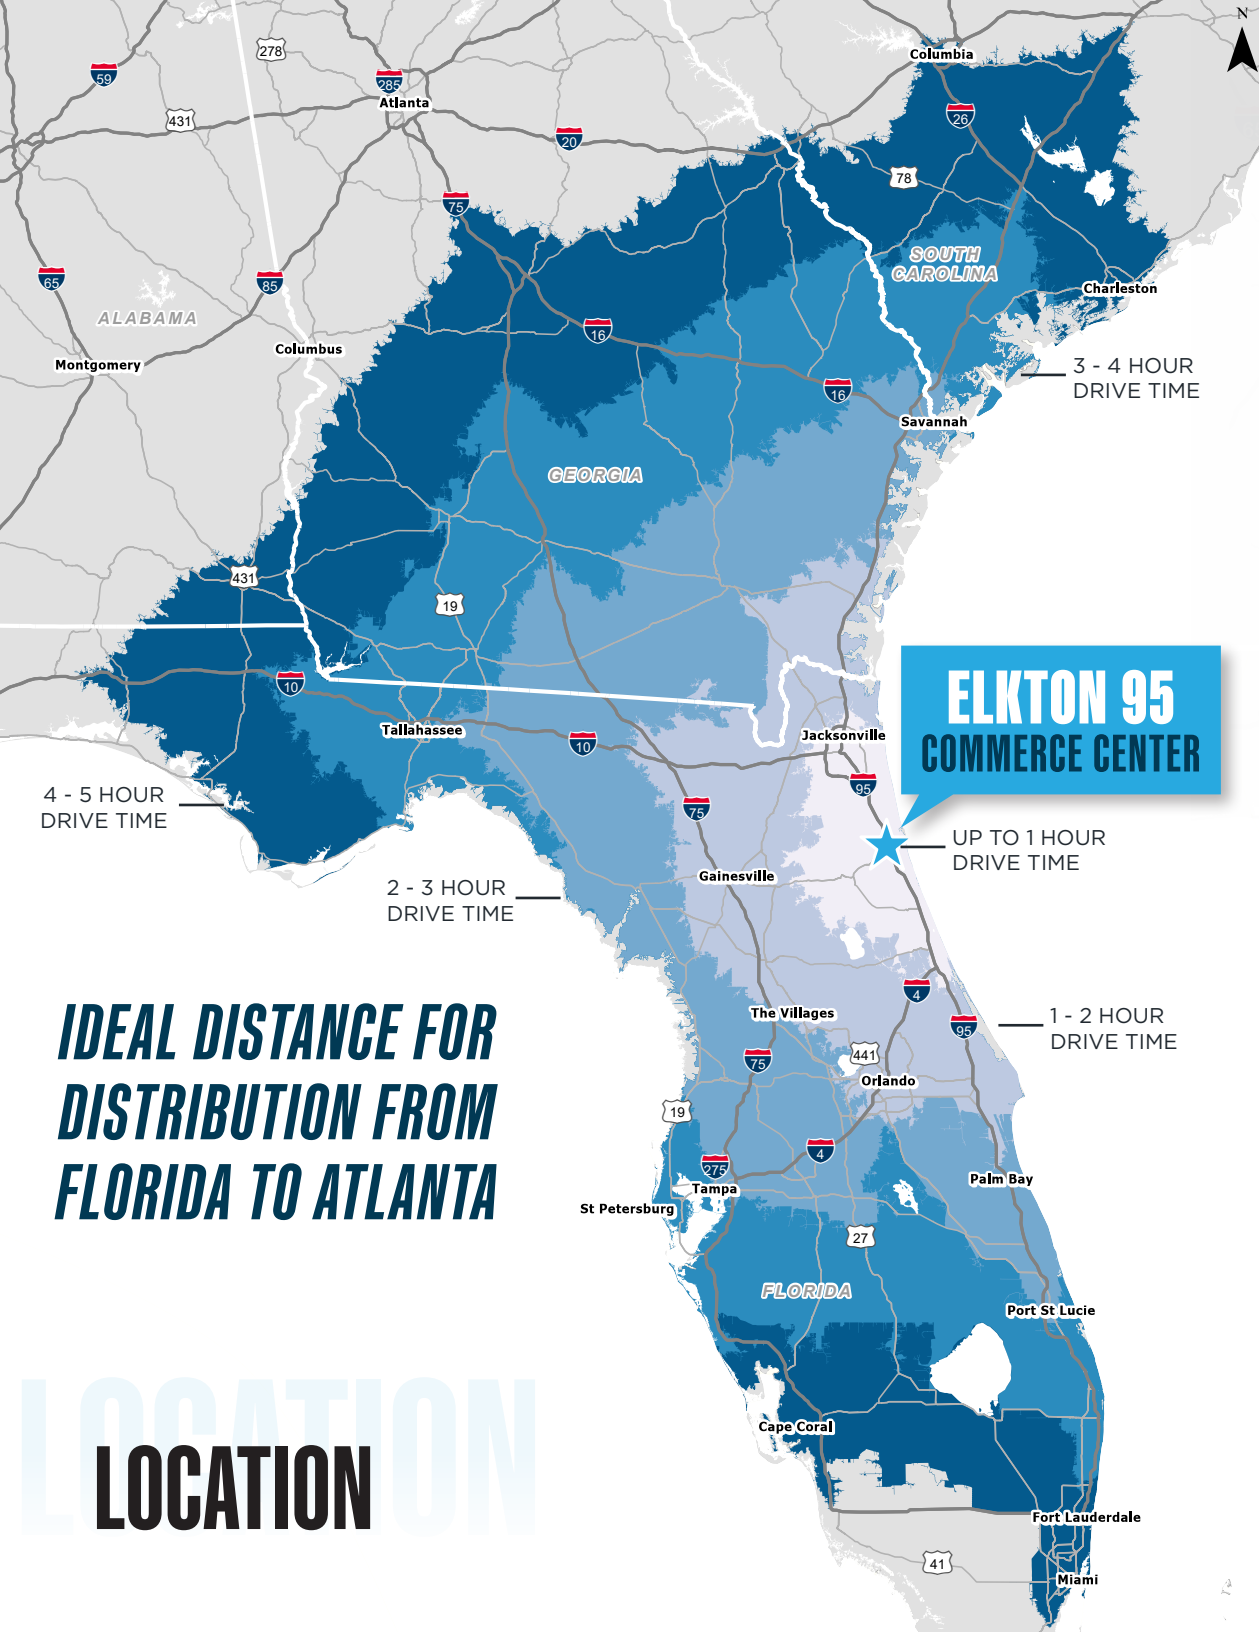 N
Columbia
278
59
285
Atlanta
431
20
26
78
75
SOUTH
CAROLINA
65
85
Charleston
ALABAMA
16
Columbus
Montgomery
3 - 4 HOUR
DRIVE TIME
16
Savannah
GEORGIA
431
19
10
ELKTON 95
COMMERCE CENTER
Tallahassee
10
Jacksonville
95
4 - 5 HOUR
DRIVE TIME
75
UP TO 1 HOUR
DRIVE TIME
Gainesville
2 - 3 HOUR
DRIVE TIME
4
IDEAL DISTANCE FOR
DISTRIBUTION FROM
FLORIDA TO ATLANTA
The Villages
95
1 - 2 HOUR
DRIVE TIME
75
441
Orlando
19
4
275
Tampa
Palm Bay
St Petersburg
27
FLORIDA
Port St Lucie
LOCATION
LOCATION
Cape Coral
Fort Lauderdale
41
Miami